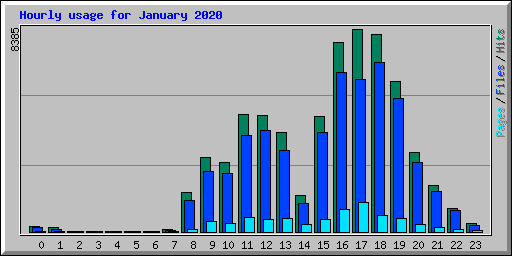 Hourly usage for January 2020
8385
Pages/Files/Hits
0 1 2 3 4 5 6 7 8 9 10 11 12 13 14 15 16 17 18 19 20 21 22 23